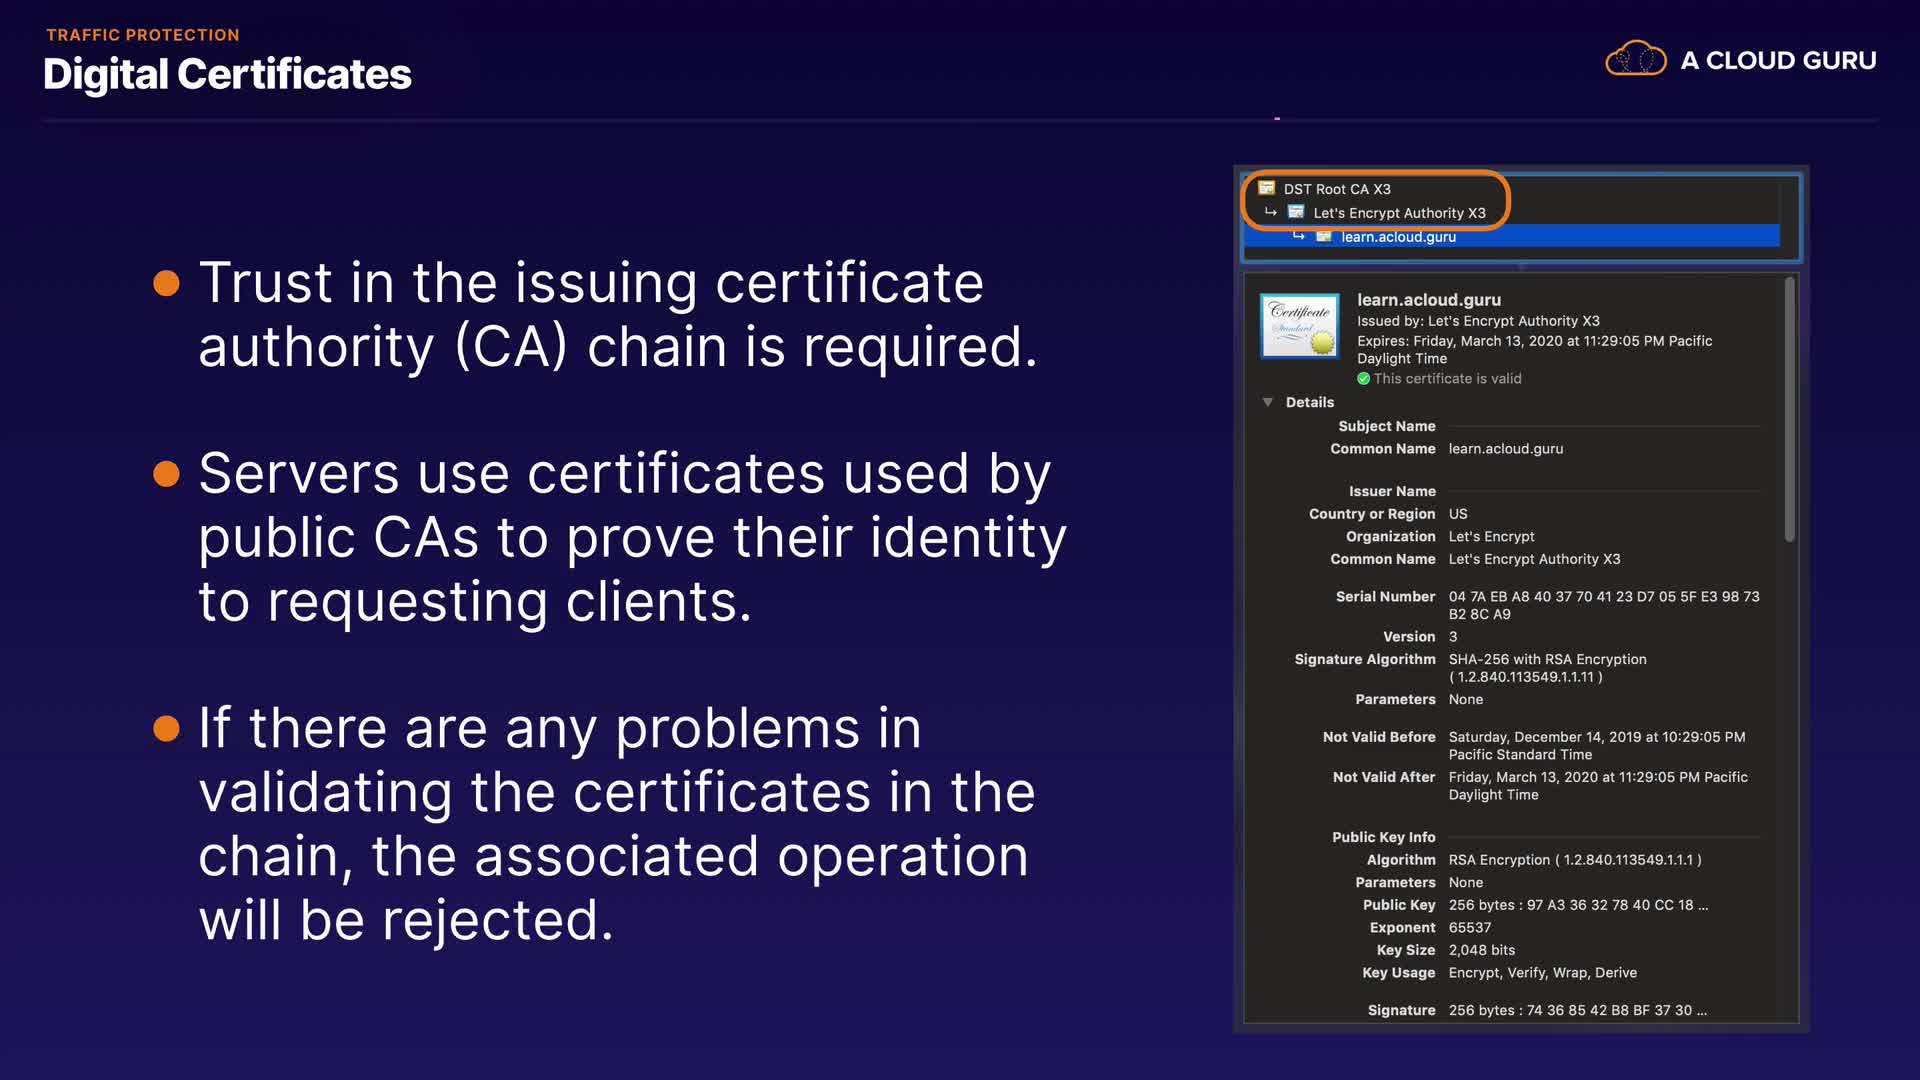 TRAFFIC PROTECTION
Digital Certificates
A CLOUD GURU
Trust in the issuing certificate
authority (CA) chain is required.
Servers use certificates used by
public CAs to prove their identity
to requesting clients.
If there are any problems in
validating the certificates in the
chain, the associated operation
will be rejected.
DST Root CA X3
Let's Encrypt Authority X3
learn.acloud.guru
Certificate
Standard
learn.acloud.guru
Issued by: Let's Encrypt Authority X3
Expires: Friday, March 13, 2020 at 11:29:05 PM Pacific
Daylight Time
This certificate is valid
Details
Subject Name
Common Name learn.acloud.guru
Issuer Name
Country or Region US
Organization Let's Encrypt
Common Name Let's Encrypt Authority X3
Serial Number 04 7A EB A8 40 37 70 41 23 D7 05 5F E3 98 73
B2 8C A9
Version 3
Signature Algorithm SHA-256 with RSA Encryption
( 1.2.840.113549.1.1.11 )
Parameters None
Not Valid Before Saturday, December 14, 2019 at 10:29:05 PM
Pacific Standard Time
Not Valid After Friday, March 13, 2020 at 11:29:05 PM Pacific
Daylight Time
Public Key Info
Algorithm RSA Encryption ( 1.2.840.113549.1.1.1 )
Parameters None
Public Key 256 bytes : 97 A3 36 32 78 40 CC 18 ...
Exponent 65537
Key Size 2,048 bits
Key Usage Encrypt, Verify, Wrap, Derive
Signature 256 bytes : 74 36 85 42 B8 BF 37 30 ...